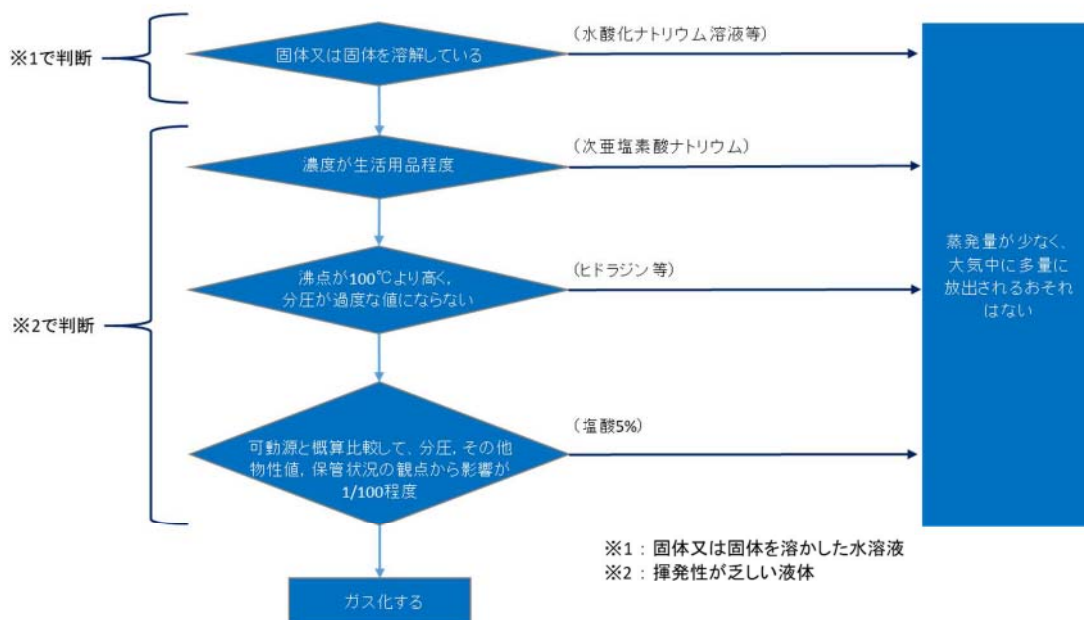 ※1で判断
固体又は固体を溶解している
(水酸化ナトリウム溶液等)
濃度が生活用品程度
(次亜塩素酸ナトリウム)
沸点が100℃より高く,
分圧が過度な値にならない
(ヒドラジン等)
※2で判断
可動源と概算比較して、分圧,その他
物性値,保管状況の観点から影響が
1/100程度
(塩酸5%)
蒸発量が少なく、
大気中に多量に
放出されるおそれ
はない
ガス化する
※1：固体又は固体を溶かした水溶液
※2：揮発性が乏しい液体